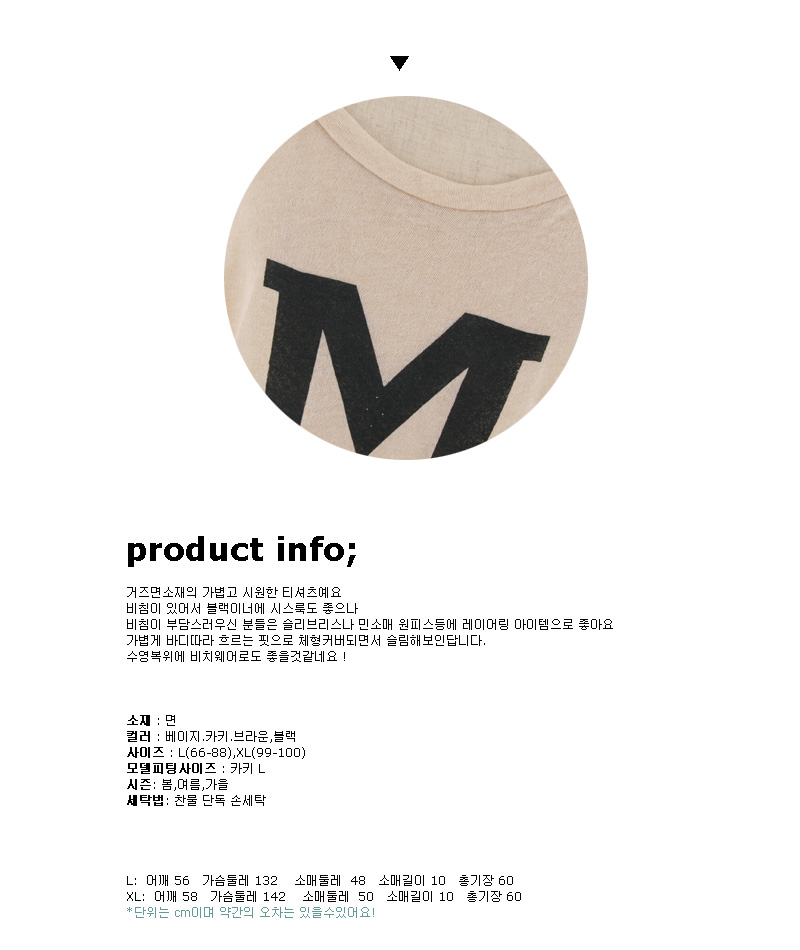 M
product info;
거즈면소재의 가볍고 시원한 티셔츠예요
비침이 있어서 블랙이너에 시스룩도 좋으나
비침이 부담스러우신 분들은 슬리브리스나 민소매 원피스등에 레이어링 아이템으로 좋아요
가볍게 바디따라 흐르는 핏으로 체형커버되면서 슬림해보인답니다.
수영복위에 비치웨어로도 좋을것같네요 !
소재 : 면
컬러 : 베이지.카키.브라운,블랙
사이즈 : L(66-88),XL(99-100)
모델피팅사이즈 : 카키 L
시즌: 봄,여름,가을
세탁법: 찬물 단독 손세탁
L: 어깨 56 가슴둘레 132 소매둘레 48 소매길이 10 총기장 60
XL: 어깨 58 가슴둘레 142 소매둘레 50 소매길이 10 총기장 60
*단위는 cm이며 약간의 오차는 있을수있어요!